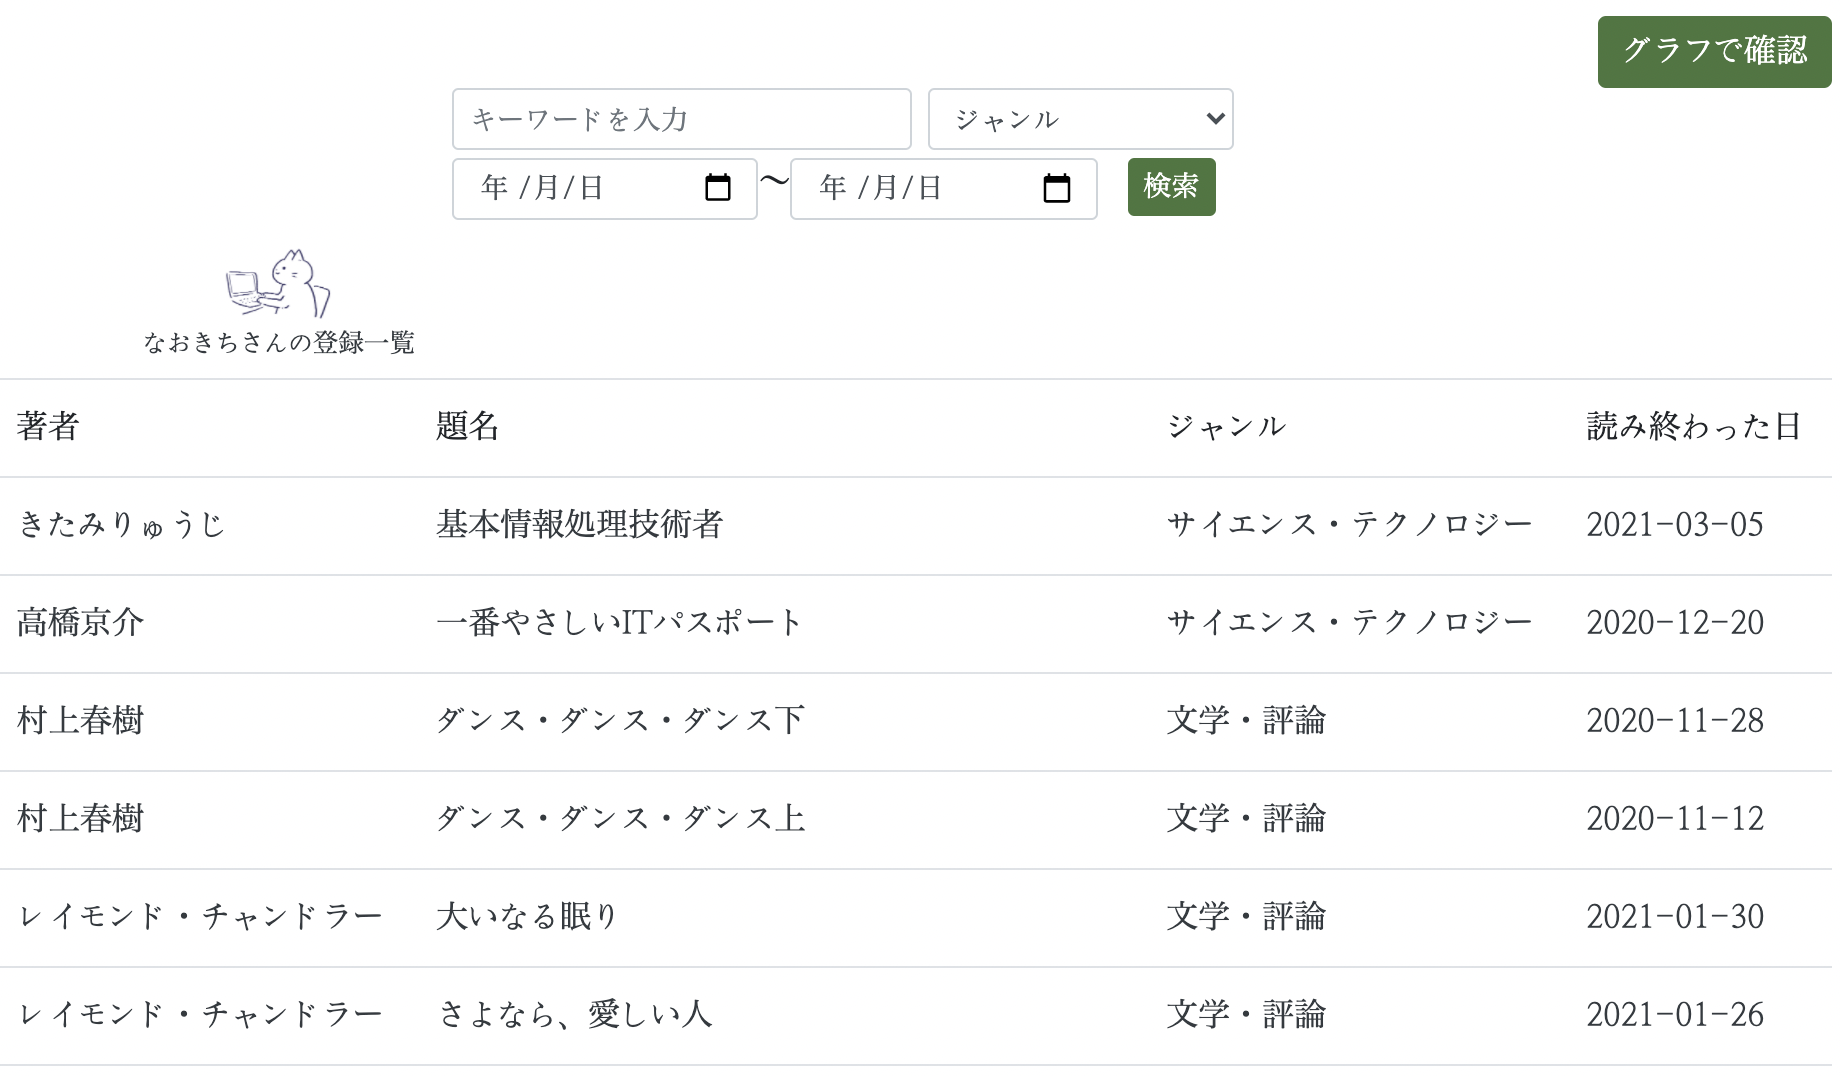 グラフで確認
キーワードを入力 ジャンル
年 /月/日 〜 年 /月/日 検索
なおきちさんの登録一覧
著者 題名 ジャンル 読み終わった日
きたみりゅうじ 基本情報処理技術者 サイエンス・テクノロジー 2021-03-05
高橋京介 一番やさしいITパスポート サイエンス・テクノロジー 2020-12-20
村上春樹 ダンス・ダンス・ダンス下 文学・評論 2020-11-28
村上春樹 ダンス・ダンス・ダンス上 文学・評論 2020-11-12
レイモンド・チャンドラー 大いなる眠り 文学・評論 2021-01-30
レイモンド・チャンドラー さよなら、愛しい人 文学・評論 2021-01-26